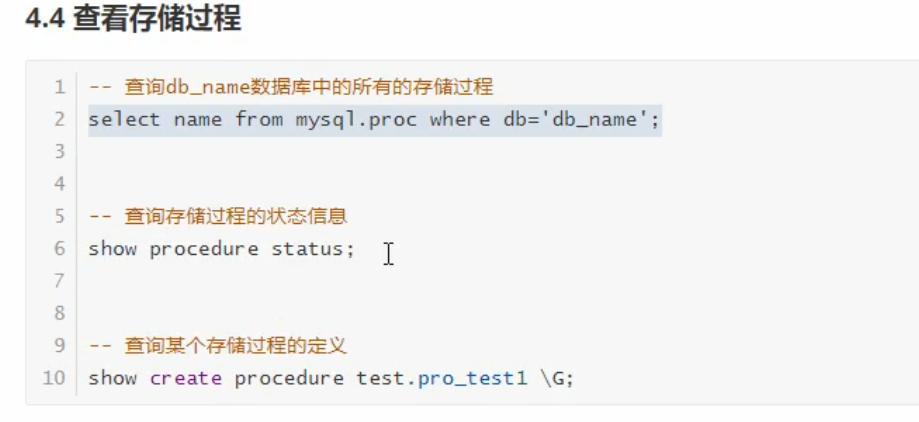 4.4 查看存储过程
1 -- 查询db_name数据库中的所有的存储过程
2 select name from mysql.proc where db='db_name';
3
4
5 -- 查询存储过程的状态信息
6 show procedure status;
7
8
9 -- 查询某个存储过程的定义
10 show create procedure test.pro_test1 \G;